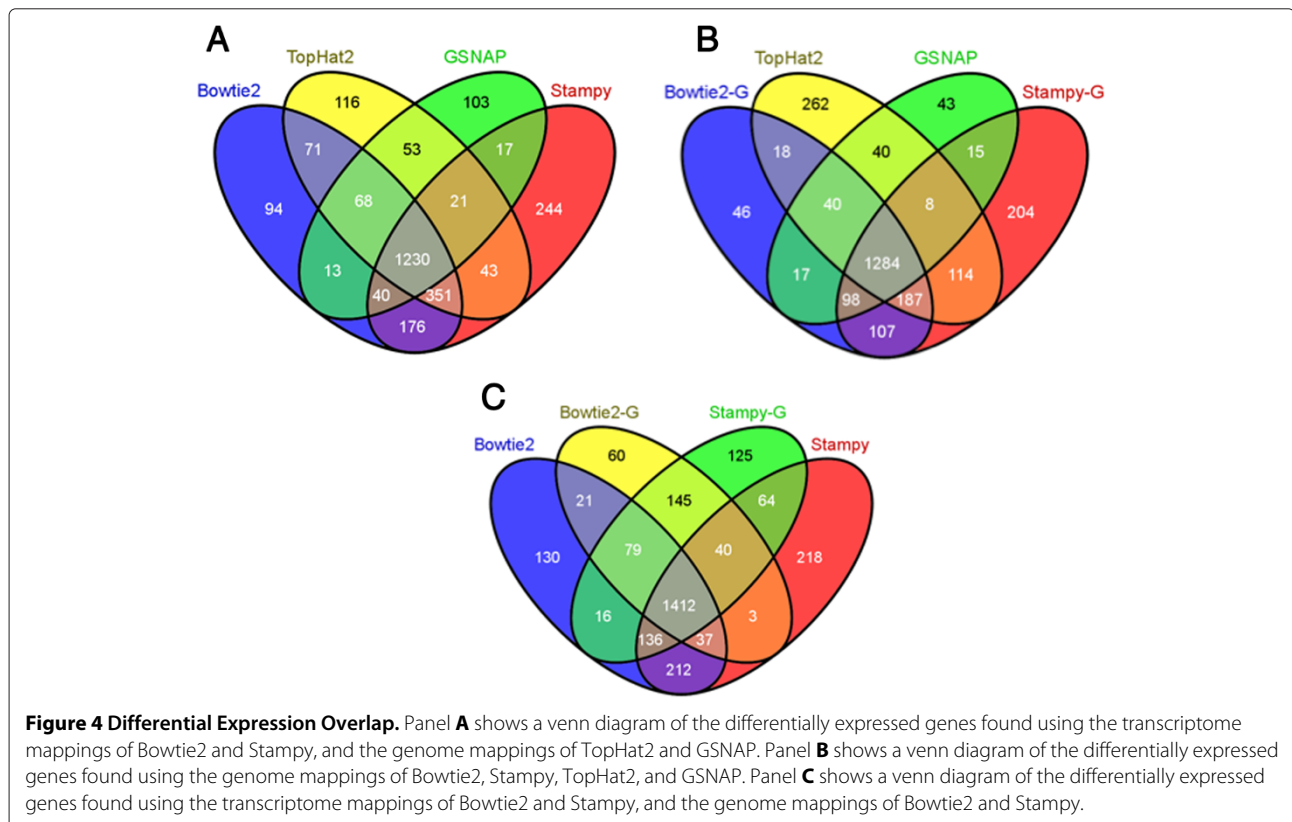 A
B
TopHat2 GSNAP
TopHat2 GSNAP
Bowtie2 Stampy
Bowtie2-G Stampy-G
116 103
262 43
71 53 17
18 40 15
94 68 21 244
46 40 8 204
1230
1284
13 43
17 114
40 351
98 187
176
107
C
Bowtie2-G Stampy-G
Bowtie2 Stampy
60 125
21 145 64
130 79 40 218
1412
16 3
136 37
212
Figure 4 Differential Expression Overlap. Panel A shows a venn diagram of the differentially expressed genes found using the transcriptome
mappings of Bowtie2 and Stampy, and the genome mappings of TopHat2 and GSNAP. Panel B shows a venn diagram of the differentially expressed
genes found using the genome mappings of Bowtie2, Stampy, TopHat2, and GSNAP. Panel C shows a venn diagram of the differentially expressed
genes found using the transcriptome mappings of Bowtie2 and Stampy, and the genome mappings of Bowtie2 and Stampy.